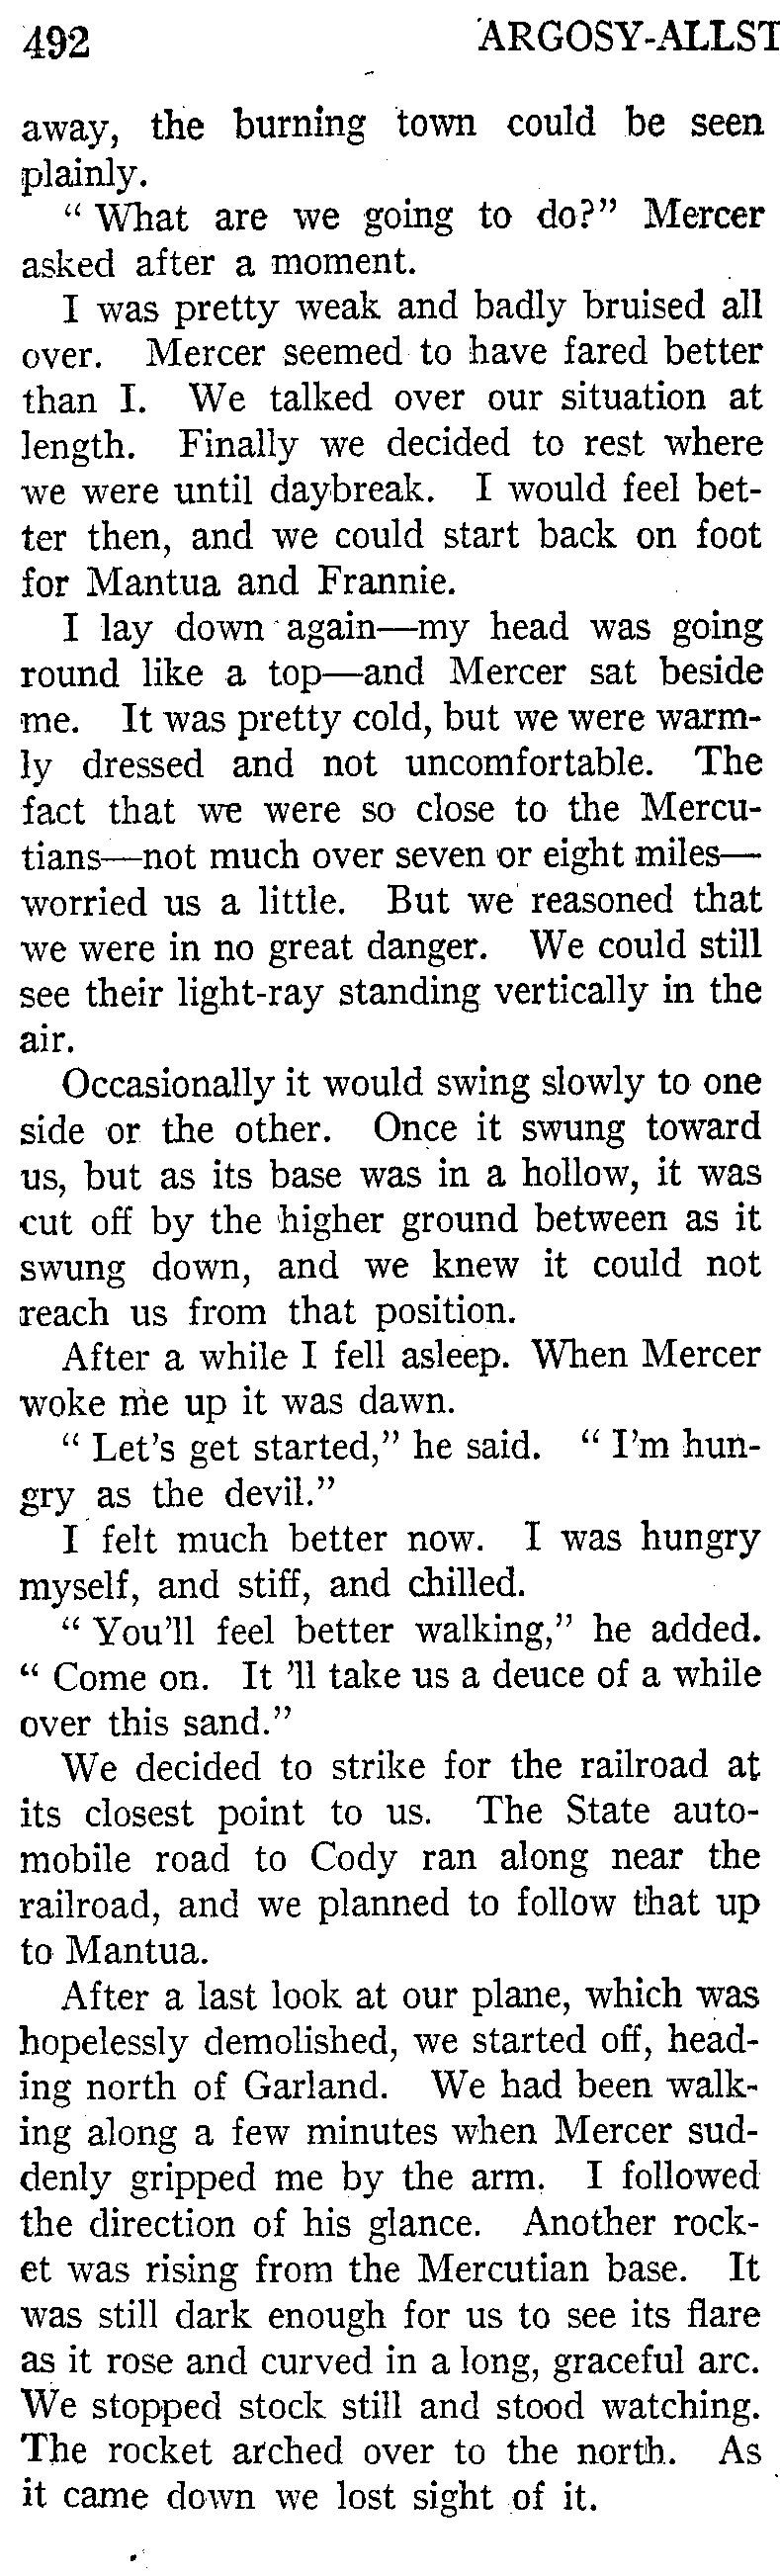 492 ARGOSY-ALLST
away, the burning town could be seen
plainly.
“ What are we going to do?” Mercer
asked after a moment.
I was pretty weak and badly bruised all
over. Mercer seemed to have fared better
than I. We talked over our situation at
length. Finally we decided to rest where
we were until daybreak. I would feel bet-
ter then, and we could start back on foot
for Mantua and Frannie.
I lay down again—my head was going
round like a top—and Mercer sat beside
me. It was pretty cold, but we were warm-
ly dressed and not uncomfortable. The
fact that we were so close to the Mercu-
tians—not much over seven or eight miles—
worried us a little. But we reasoned that
we were in no great danger. We could still
see their light-ray standing vertically in the
air.
Occasionally it would swing slowly to one
side or the other. Once it swung toward
us, but as its base was in a hollow, it was
cut off by the higher ground between as it
swung down, and we knew it could not
reach us from that position.
After a while I fell asleep. When Mercer
woke me up it was dawn.
“ Let’s get started,” he said. “ I’m hun-
gry as the devil.”
I felt much better now. I was hungry
myself, and stiff, and chilled.
“ You’ll feel better walking,” he added.
“ Come on. It ’ll take us a deuce of a while
over this sand.”
We decided to strike for the railroad at
its closest point to us. The State auto-
mobile road to Cody ran along near the
railroad, and we planned to follow that up
to Mantua.
After a last look at our plane, which was
hopelessly demolished, we started off, head-
ing north of Garland. We had been walk-
ing along a few minutes when Mercer sud-
denly gripped me by the arm. I followed
the direction of his glance. Another rock-
et was rising from the Mercutian base. It
was still dark enough for us to see its flare
as it rose and curved in a long, graceful arc.
We stopped stock still and stood watching.
The rocket arched over to the north. As
it came down we lost sight of it.